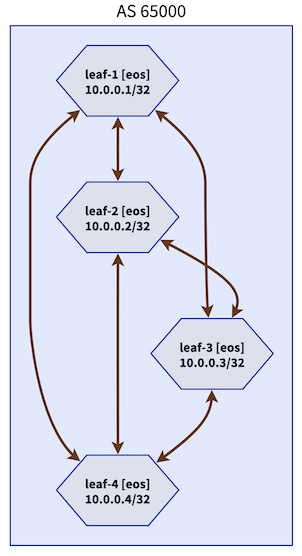 AS 65000
leaf-1 [eos]
10.0.0.1/32
leaf-2 [eos]
10.0.0.2/32
leaf-3 [eos]
10.0.0.3/32
leaf-4 [eos]
10.0.0.4/32